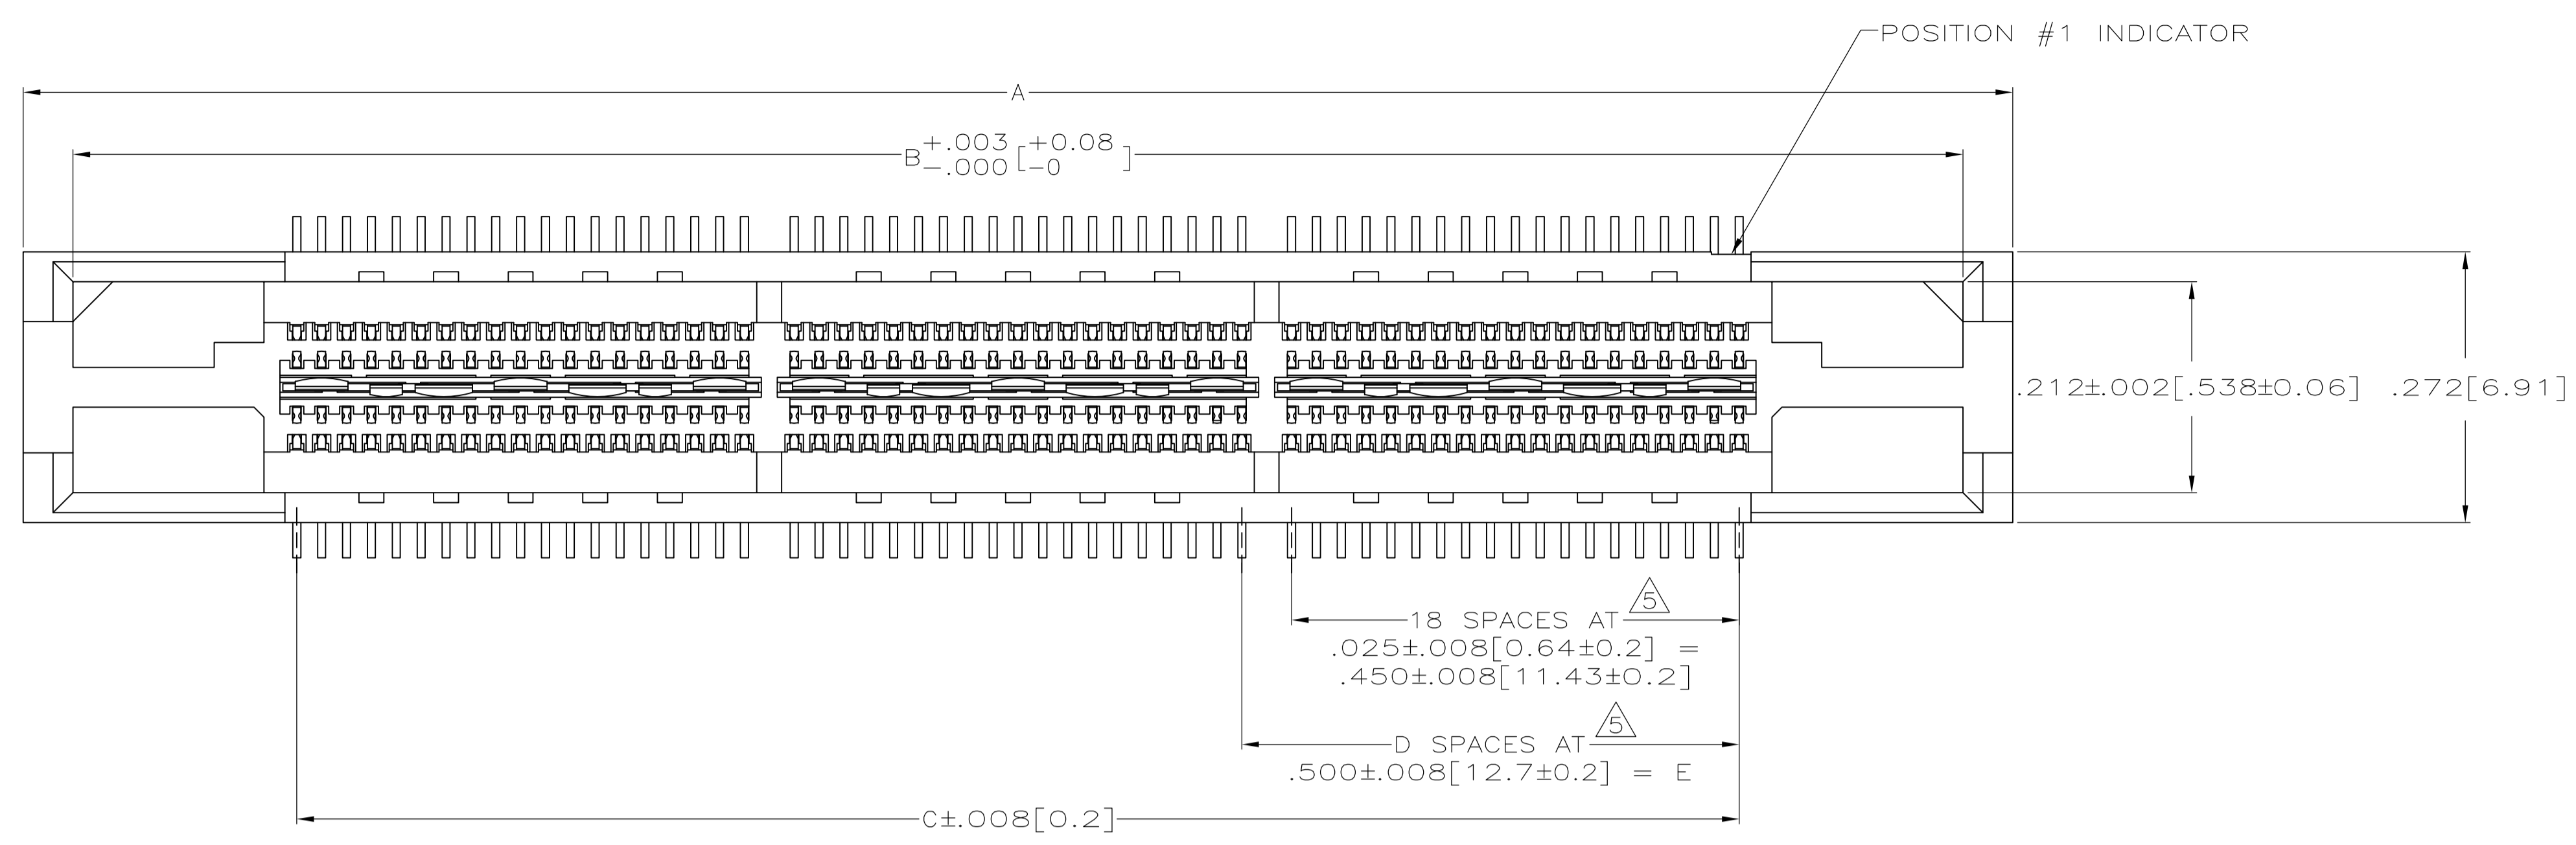 POSITION #1 INDICATOR
A
B +.003 -.000 [+0.08 -0]
.212±.002[.538±0.06]
.272[6.91]
5
18 SPACES AT
.025±.008[0.64±0.2] =
.450±.008[11.43±0.2]
5
D SPACES AT
.500±.008[12.7±0.2] = E
C±.008[0.2]